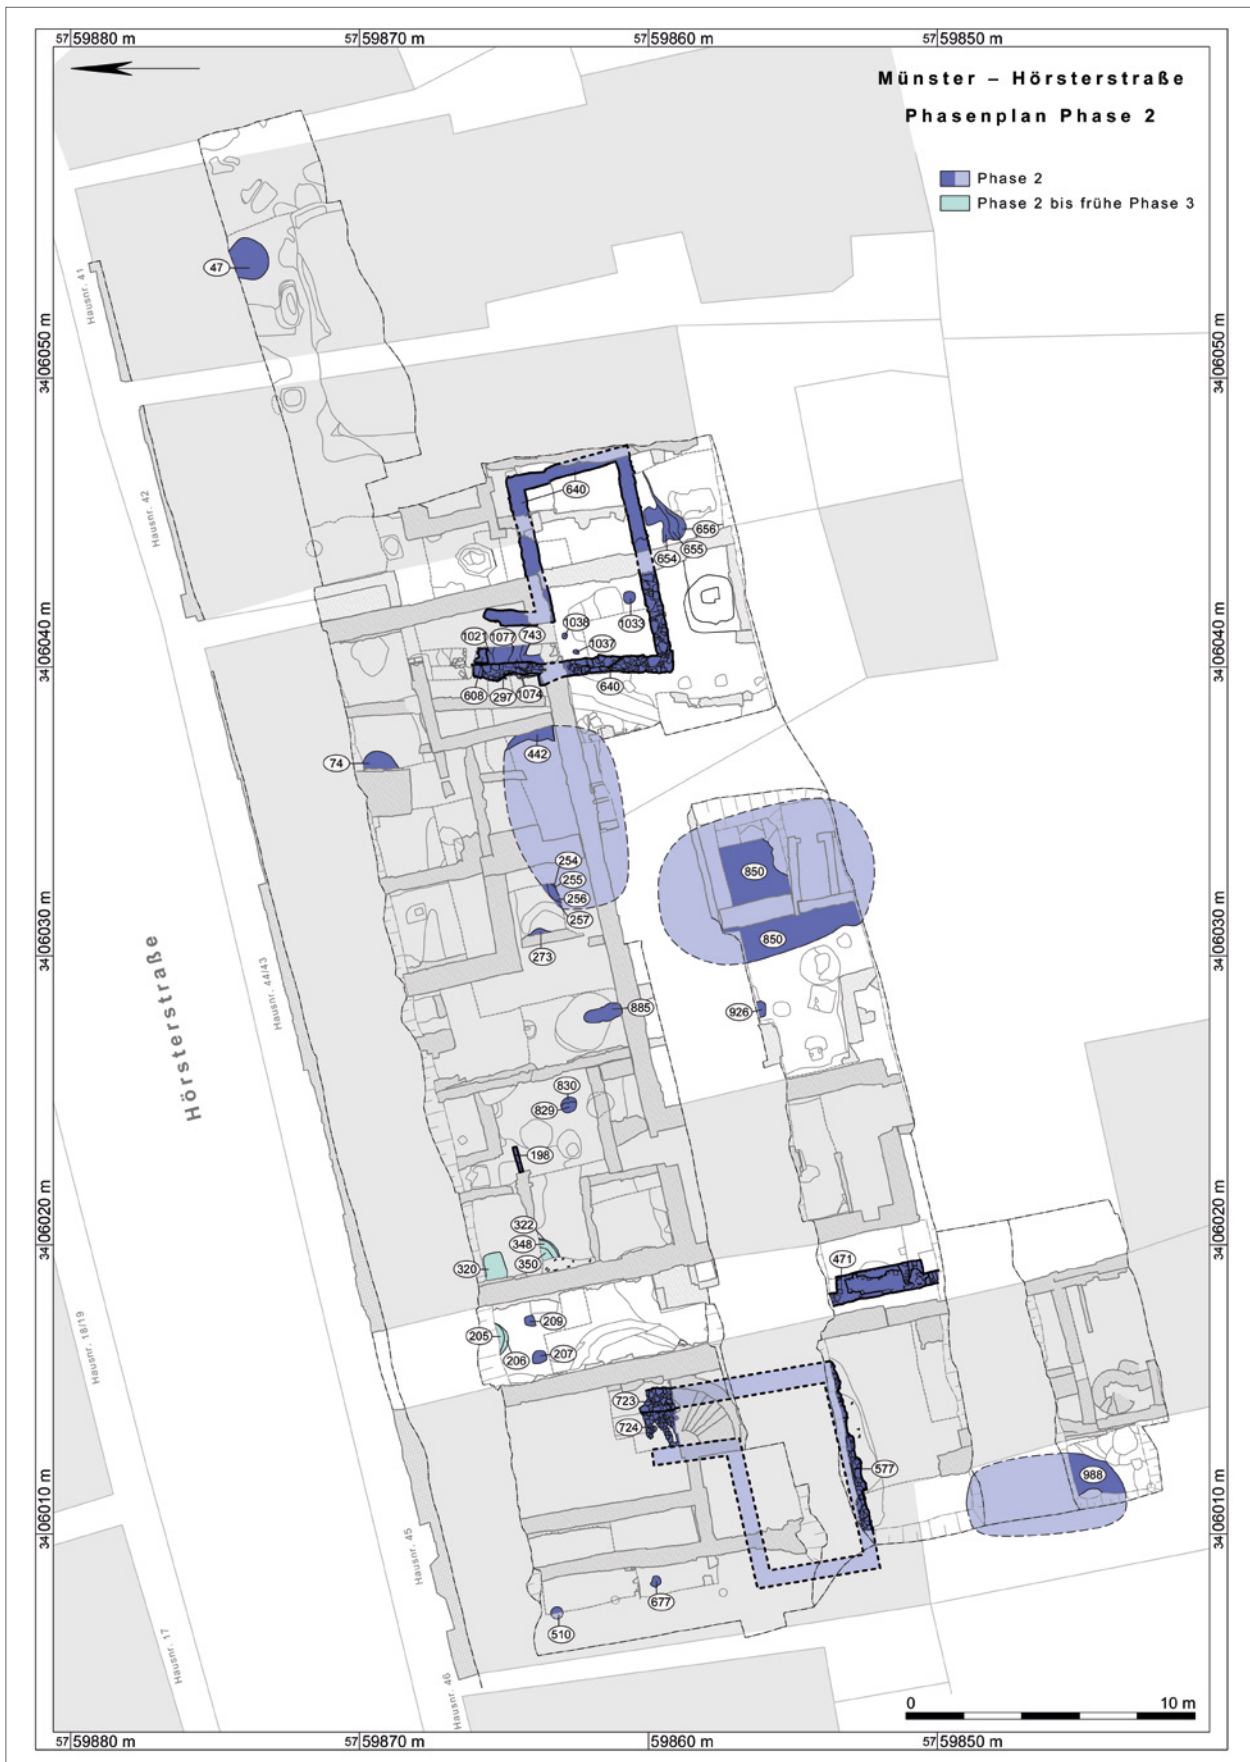 57 59880 m
57 59870 m
57 59860 m
57 59850 m
Münster – Hörsterstraße
Phasenplan Phase 2
Phase 2
Phase 2 bis frühe Phase 3
47
Hausnr. 41
34 06050 m
34 06050 m
Hausnr. 42
640
656
655
654
1033
1038
1037
1021
1077
743
34 06040 m
34 06040 m
608
297
1074
640
442
74
254
255
256
257
273
850
850
34 06030 m
34 06030 m
Hörsterstraße
Hausnr. 44/43
885
926
830
829
198
322
348
350
320
34 06020 m
34 06020 m
471
209
205
206
207
Hausnr. 18/19
723
724
577
988
34 06010 m
34 06010 m
Hausnr. 45
677
510
Hausnr. 17
Hausnr. 46
0 10 m
57 59880 m
57 59870 m
57 59860 m
57 59850 m